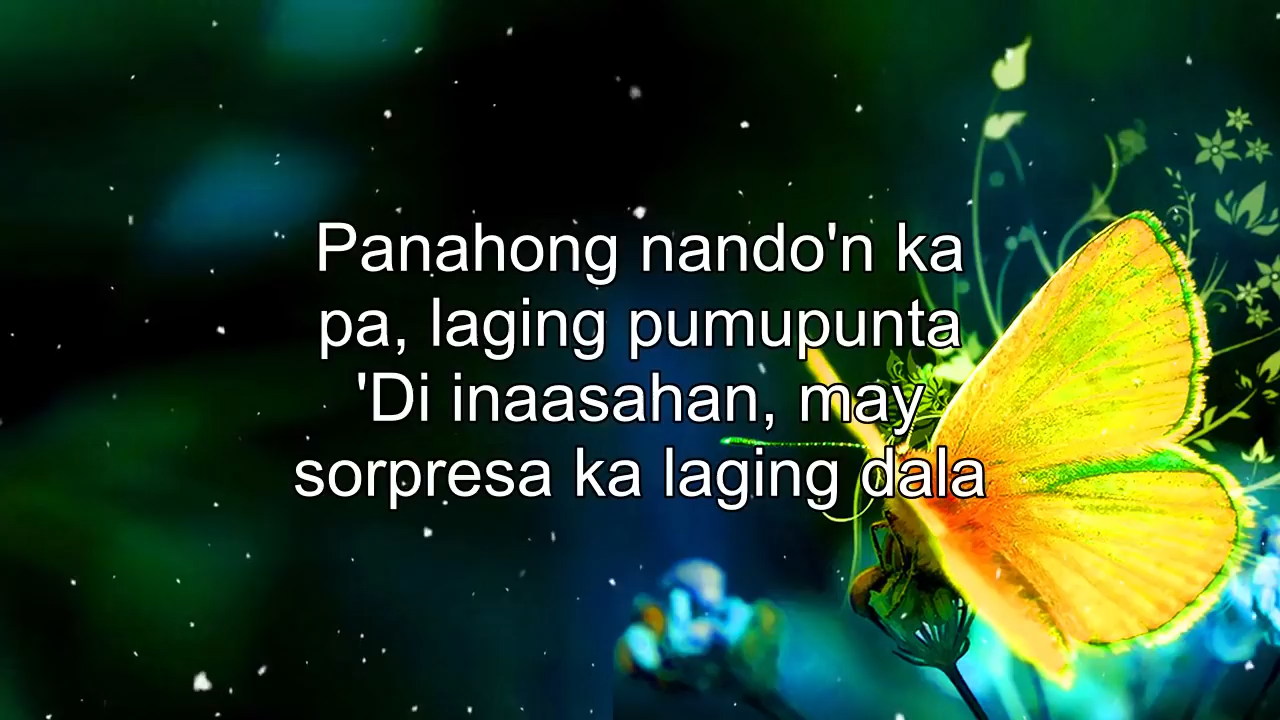 Panahong nando'n ka
pa, laging pumupunta
'Di inaasahan, may
sorpresa ka laging dala